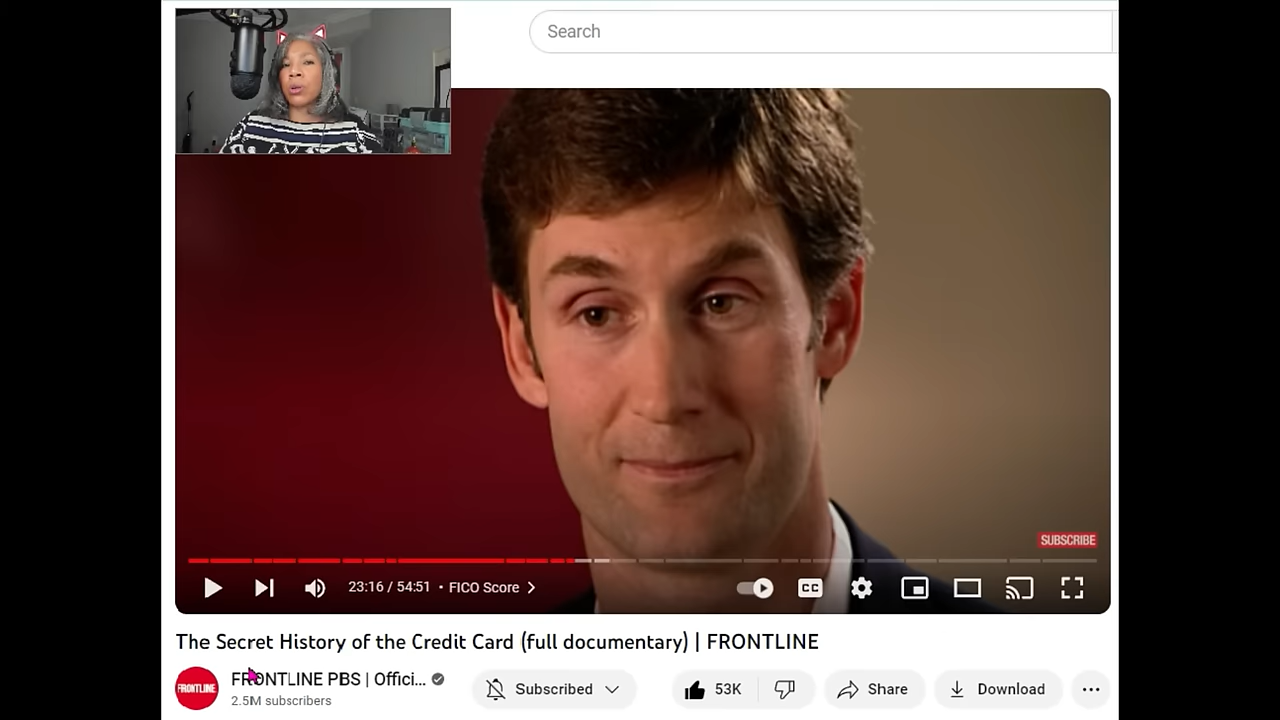 Search
SUBSCRIBE
23:16 / 54:51 • FICO Score
CC
The Secret History of the Credit Card (full documentary) | FRONTLINE
FRONTLINE
FRONTLINE PBS | Offici...
2.5M subscribers
Subscribed
53K
Share
Download